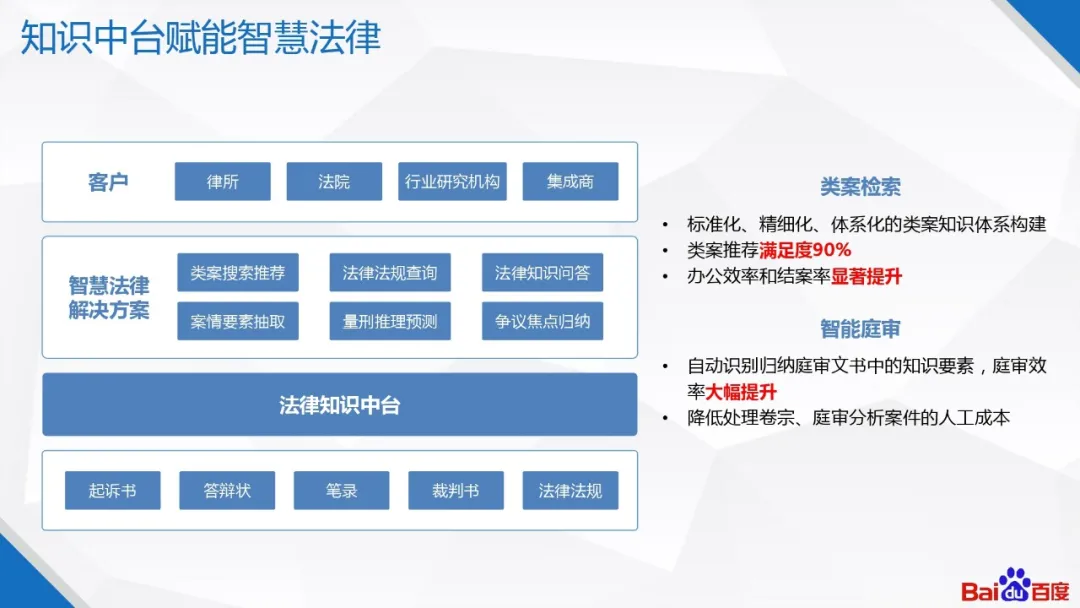 知识中台赋能智慧法律
客户
律所
法院
行业研究机构
集成商
智慧法律
解决方案
类案搜索推荐
法律法规查询
法律知识问答
案情要素抽取
量刑推理预测
争议焦点归纳
法律知识中台
起诉书
答辩状
笔录
裁判书
法律法规
类案检索
• 标准化、精细化、体系化的类案知识体系构建
• 类案推荐满足度90%
• 办公效率和结案率显著提升
智能庭审
• 自动识别归纳庭审文书中的知识要素，庭审效
率大幅提升
• 降低处理卷宗、庭审分析案件的人工成本
Baidu百度